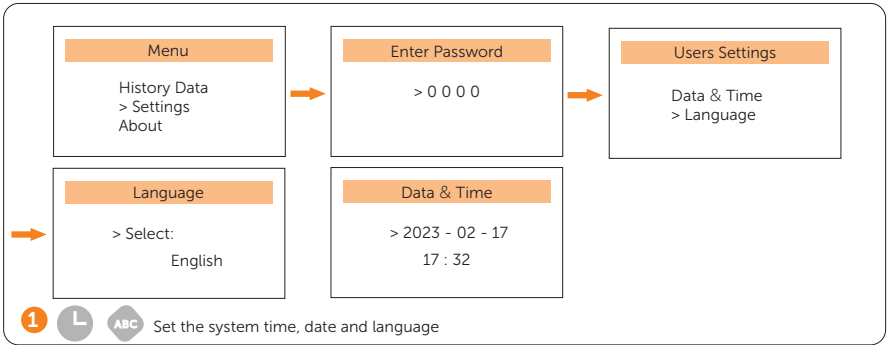 Menu
History Data
> Settings
About
Enter Password
> 0 0 0 0
Users Settings
Data & Time
> Language
Language
> Select:
English
Data & Time
> 2023 - 02 - 17
17 : 32
1 ABC Set the system time, date and language